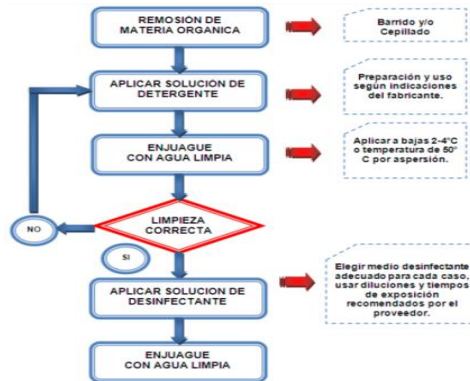 REMOSIÓN DE
MATERIA ORGANICA
Barrido y/o
Cepillado
APLICAR SOLUCIÓN DE
DETERGENTE
Preparación y uso
según indicaciones
del fabricante.
ENJUAGUE
CON AGUA LIMPIA
Aplicar a bajas 2-4°C
o temperatura de 50°
C por aspersión.
LIMPIEZA
CORRECTA
NO
SI
APLICAR SOLUCION DE
DESINFECTANTE
Elegir medio desinfectante
adecuado para cada caso,
usar diluciones y tiempos
de exposición
recomendados por el
proveedor.
ENJUAGUE
CON AGUA LIMPIA